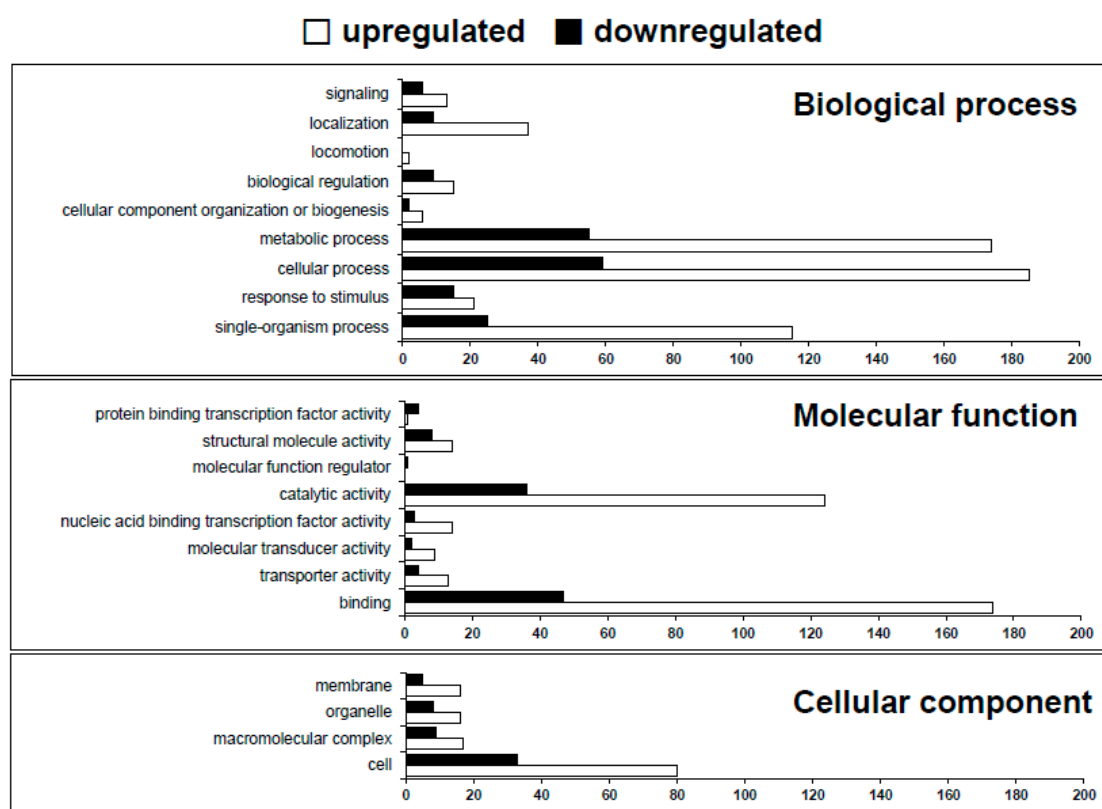 upregulated downregulated
Biological process
signaling
localization
locomotion
biological regulation
cellular component organization or biogenesis
metabolic process
cellular process
response to stimulus
single-organism process
0 20 40 60 80 100 120 140 160 180 200
Molecular function
protein binding transcription factor activity
structural molecule activity
molecular function regulator
catalytic activity
nucleic acid binding transcription factor activity
molecular transducer activity
transporter activity
binding
0 20 40 60 80 100 120 140 160 180 200
Cellular component
membrane
organelle
macromolecular complex
cell
0 20 40 60 80 100 120 140 160 180 200